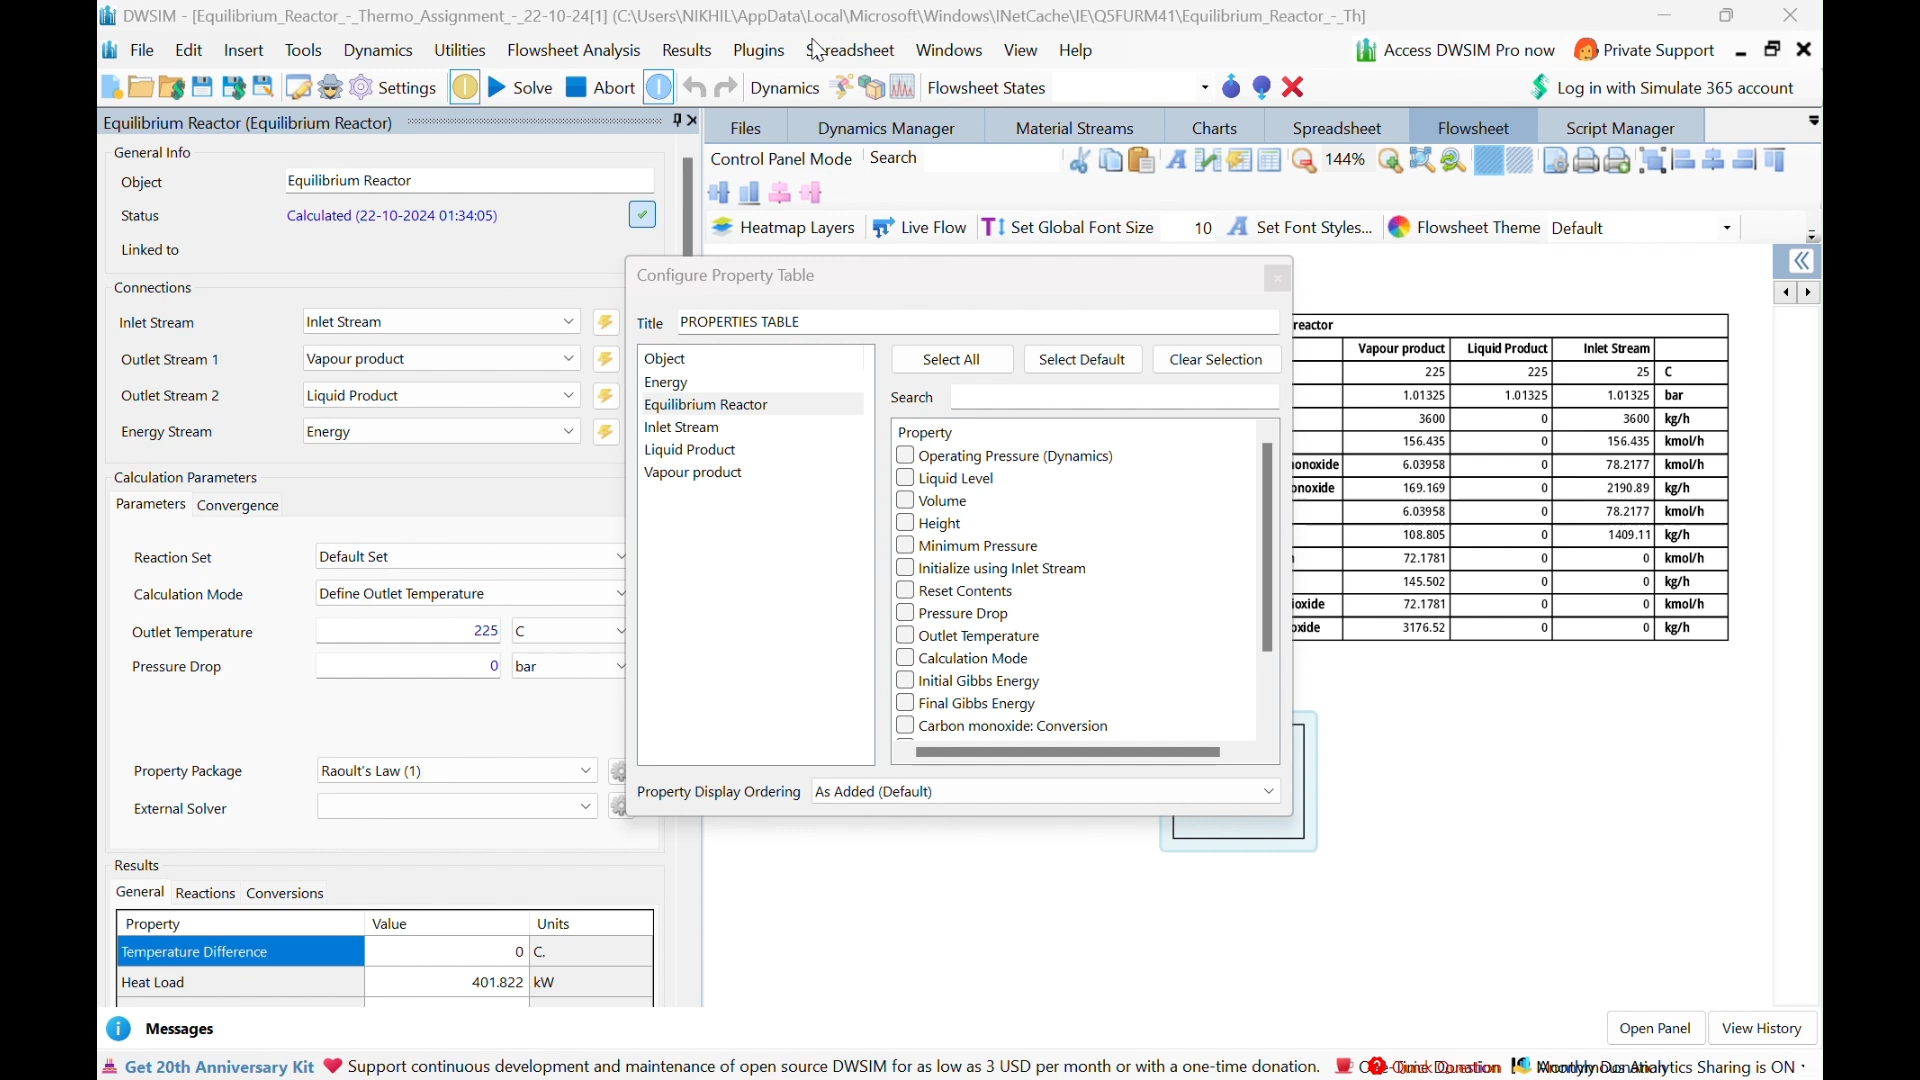 DWSIM - [Equilibrium_Reactor_-_Thermo_Assignment_-_22-10-24[1] (C:\Users\NIKHIL\AppData\Local\Microsoft\Windows\INetCache\IE\Q5FURM41\Equilibrium_Reactor_-_Th]
File Edit Insert Tools Dynamics Utilities Flowsheet Analysis Results Plugins Spreadsheet Windows View Help Access DWSIM Pro now Private Support
Settings Solve Abort Dynamics Flowsheet States Log in with Simulate 365 account
Equilibrium Reactor (Equilibrium Reactor)
Files Dynamics Manager Material Streams Charts Spreadsheet Flowsheet Script Manager
Control Panel Mode Search 144%
Heatmap Layers Live Flow Set Global Font Size 10 Set Font Styles... Flowsheet Theme Default
General Info
Object Equilibrium Reactor
Status Calculated (22-10-2024 01:34:05)
Linked to
Connections
Inlet Stream Inlet Stream
Outlet Stream 1 Vapour product
Outlet Stream 2 Liquid Product
Energy Stream Energy
Calculation Parameters
Parameters Convergence
Reaction Set Default Set
Calculation Mode Define Outlet Temperature
Outlet Temperature 225 C
Pressure Drop 0 bar
Property Package Raoult's Law (1)
External Solver
Results
General Reactions Conversions
Property Value Units
Temperature Difference 0 C.
Heat Load 401.822 kW
Configure Property Table
Title PROPERTIES TABLE
Object
Energy
Equilibrium Reactor
Inlet Stream
Liquid Product
Vapour product
Select All Select Default Clear Selection
Search
Property
Operating Pressure (Dynamics)
Liquid Level
Volume
Height
Minimum Pressure
Initialize using Inlet Stream
Reset Contents
Pressure Drop
Outlet Temperature
Calculation Mode
Initial Gibbs Energy
Final Gibbs Energy
Carbon monoxide: Conversion
Property Display Ordering As Added (Default)
reactor
Vapour product Liquid Product Inlet Stream
225 225 25 C
1.01325 1.01325 1.01325 bar
3600 0 3600 kg/h
156.435 0 156.435 kmol/h
onoxide 6.03958 0 78.2177 kmol/h
onoxide 169.169 0 2190.89 kg/h
6.03958 0 78.2177 kmol/h
108.805 0 1409.11 kg/h
72.1781 0 0 kmol/h
145.502 0 0 kg/h
ioxide 72.1781 0 0 kmol/h
oxide 3176.52 0 0 kg/h
Messages Open Panel View History
Get 20th Anniversary Kit Support continuous development and maintenance of open source DWSIM for as low as 3 USD per month or with a one-time donation.